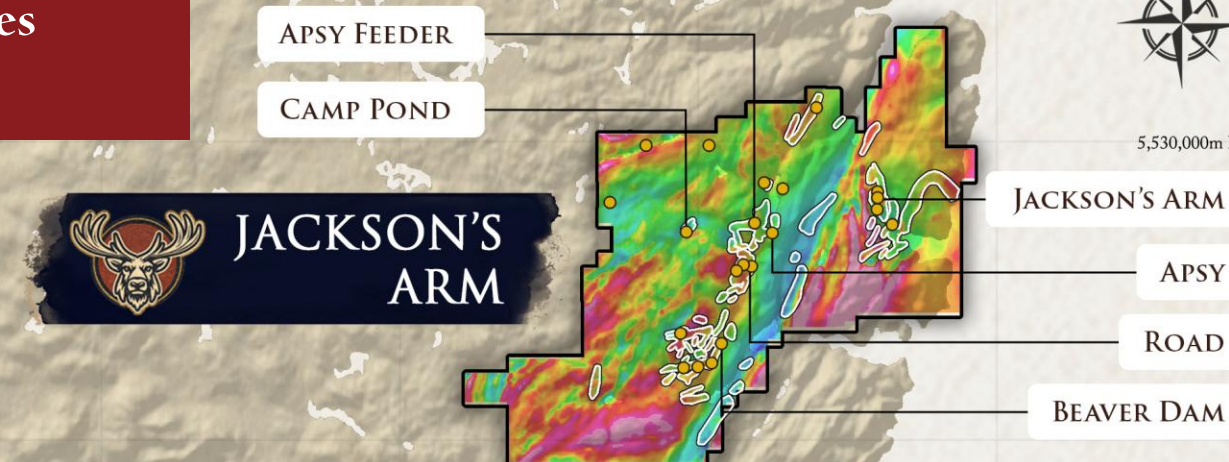 es
APSY FEEDER
CAMP POND
5,530,000m
JACKSON'S
ARM
JACKSON'S ARM
APSY
ROAD
BEAVER DAM